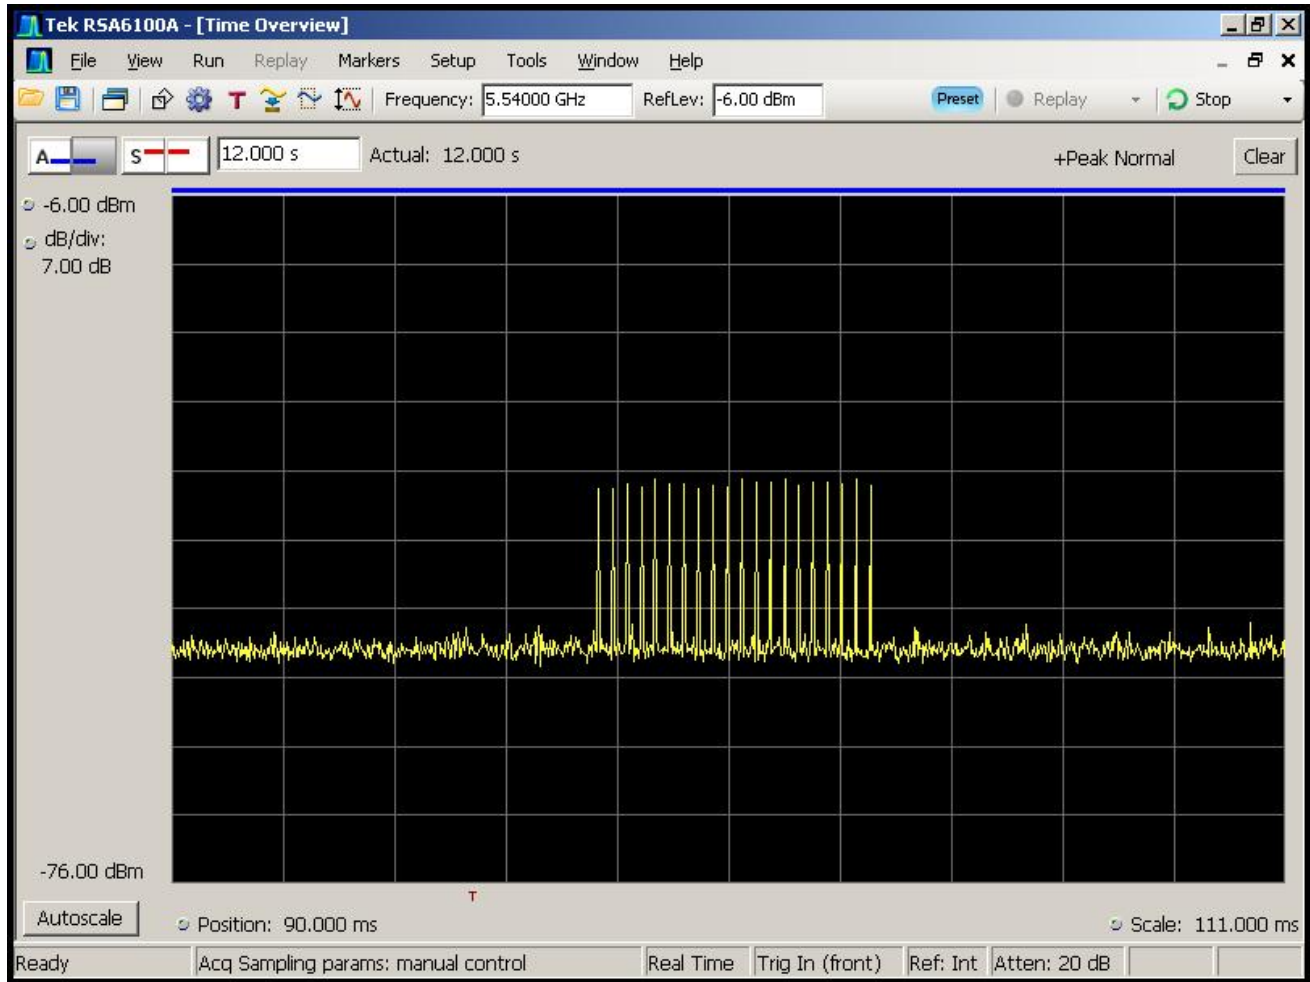 Tek RSA6100A - [Time Overview]
File View Run Replay Markers Setup Tools Window Help
T Frequency: 5.54000 GHz RefLev: -6.00 dBm Preset Replay Stop
A S 12.000 s Actual: 12.000 s +Peak Normal Clear
-6.00 dBm
dB/div:
7.00 dB
-76.00 dBm
T
Autoscale Position: 90.000 ms Scale: 111.000 ms
Ready Acq Sampling params: manual control Real Time Trig In (front) Ref: Int Atten: 20 dB